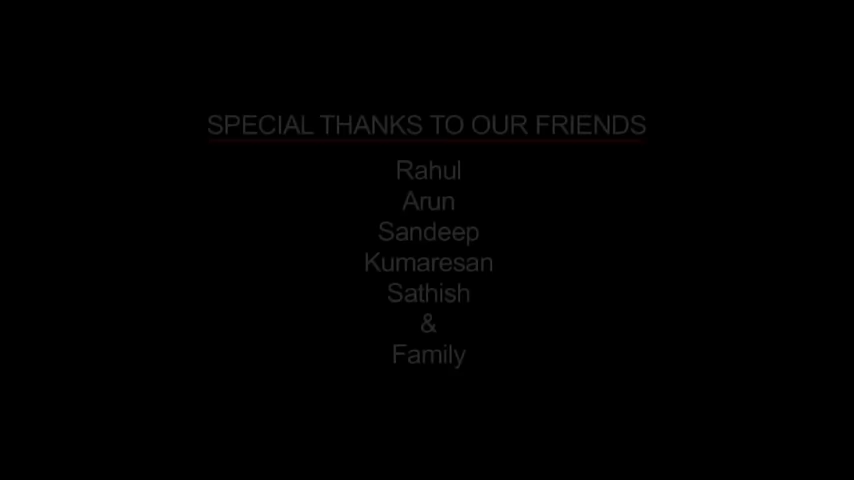 SPECIAL THANKS TO OUR FRIENDS
Rahul
Arun
Sandeep
Kumaresan
Sathish
&
Family